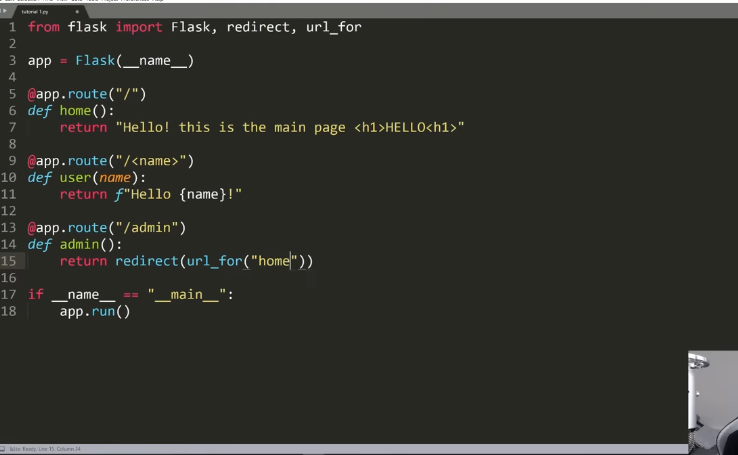 tutorial 1.py
1 from flask import Flask, redirect, url_for
2
3 app = Flask(__name__)
4
5 @app.route("/")
6 def home():
7     return "Hello! this is the main page <h1>HELLO<h1>"
8
9 @app.route("/<name>")
10 def user(name):
11     return f"Hello {name}!"
12
13 @app.route("/admin")
14 def admin():
15     return redirect(url_for("home"))
16
17 if __name__ == "__main__":
18     app.run()
Line 15, Column 34